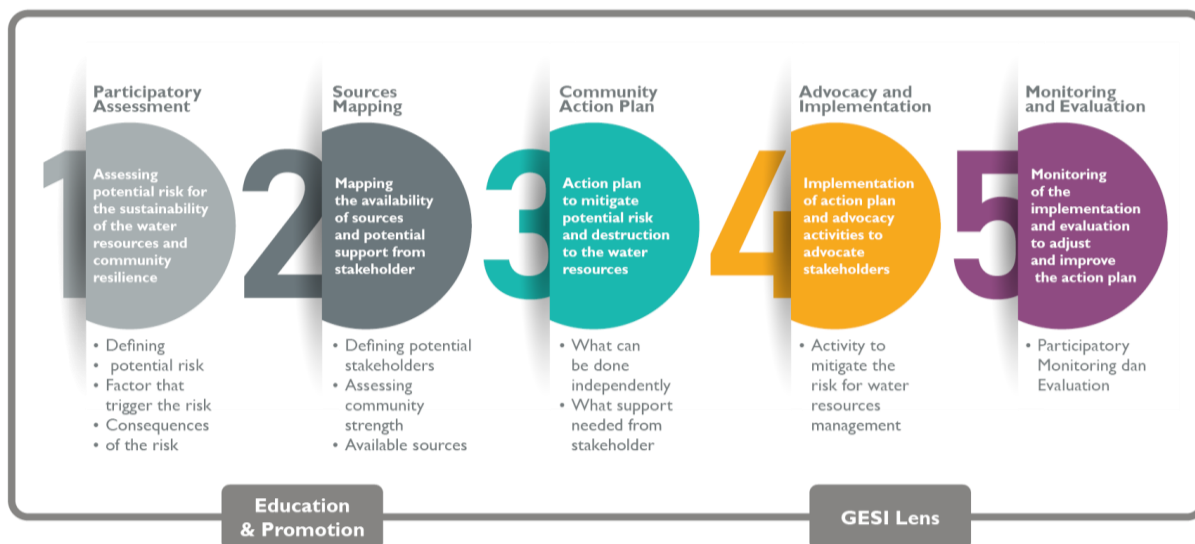 1
Participatory
Assessment
Assessing
potential risk for
the sustainability
of the water
resources and
community
resilience
• Defining
• potential risk
• Factor that
trigger the risk
• Consequences
• of the risk
2
Sources
Mapping
Mapping
the availability
of sources
and potential
support from
stakeholder
• Defining potential
stakeholders
• Assessing
community
strength
• Available sources
3
Community
Action Plan
Action plan
to mitigate
potential risk
and destruction
to the water
resources
• What can
be done
independently
• What support
needed from
stakeholder
4
Advocacy and
Implementation
Implementation
of action plan
and advocacy
activities to
advocate
stakeholders
• Activity to
mitigate the
risk for water
resources
management
5
Monitoring
and Evaluation
Monitoring
of the
implementation
and evaluation
to adjust
and improve
the action plan
• Participatory
Monitoring dan
Evaluation
Education
& Promotion
GESI Lens